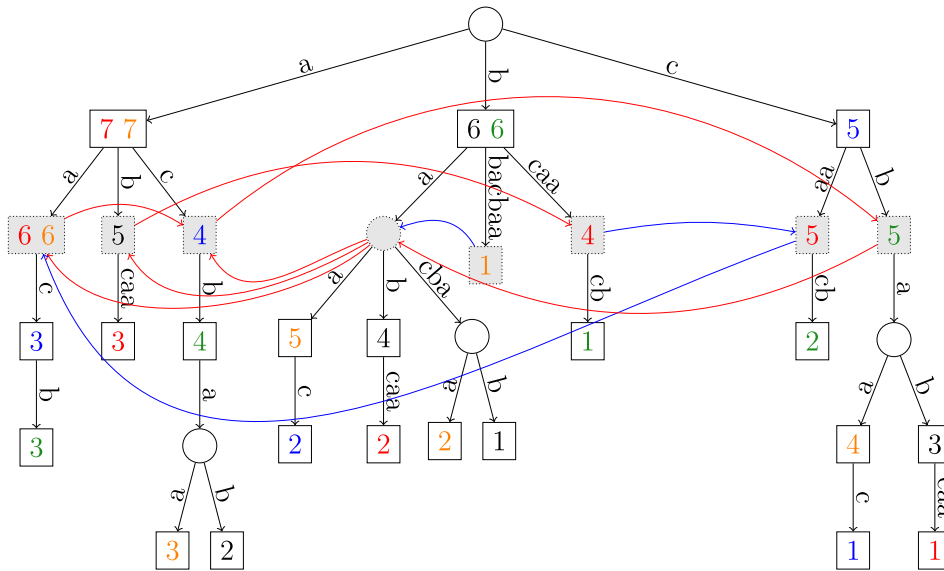 a b c
7 7 6 6 5
a b c a bacbaa caa aa b
6 6 5 4 1 4 5 5
c caa b a b cba cb cb a
3 3 4 5 4 1 2
b a c caa a b a b
3 2 2 2 1 4 3
a b c caa
3 2 1 1